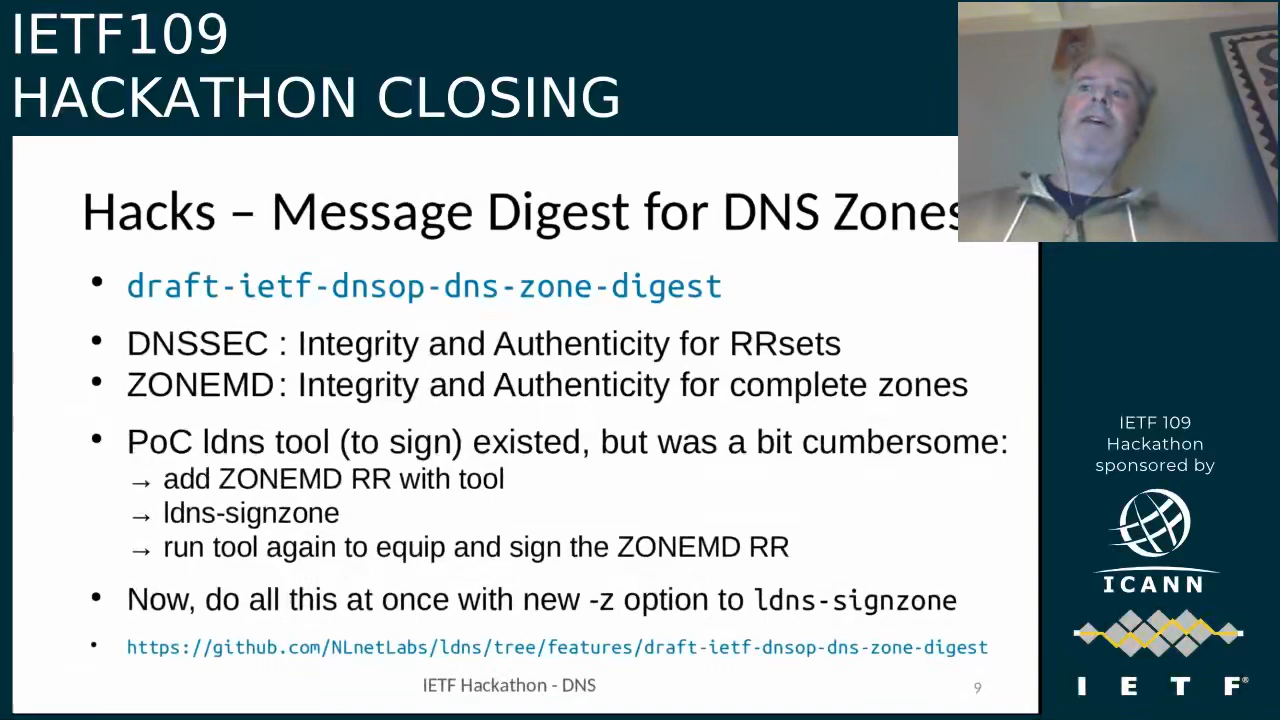 IETF109
HACKATHON CLOSING
Hacks – Message Digest for DNS Zones
• draft-ietf-dnsop-dns-zone-digest
• DNSSEC : Integrity and Authenticity for RRsets
• ZONEMD : Integrity and Authenticity for complete zones
• PoC ldns tool (to sign) existed, but was a bit cumbersome:
→ add ZONEMD RR with tool
→ ldns-signzone
→ run tool again to equip and sign the ZONEMD RR
• Now, do all this at once with new -z option to ldns-signzone
• https://github.com/NLnetLabs/ldns/tree/features/draft-ietf-dnsop-dns-zone-digest
IETF Hackathon - DNS
9
IETF 109
Hackathon
sponsored by
ICANN
I E T F®